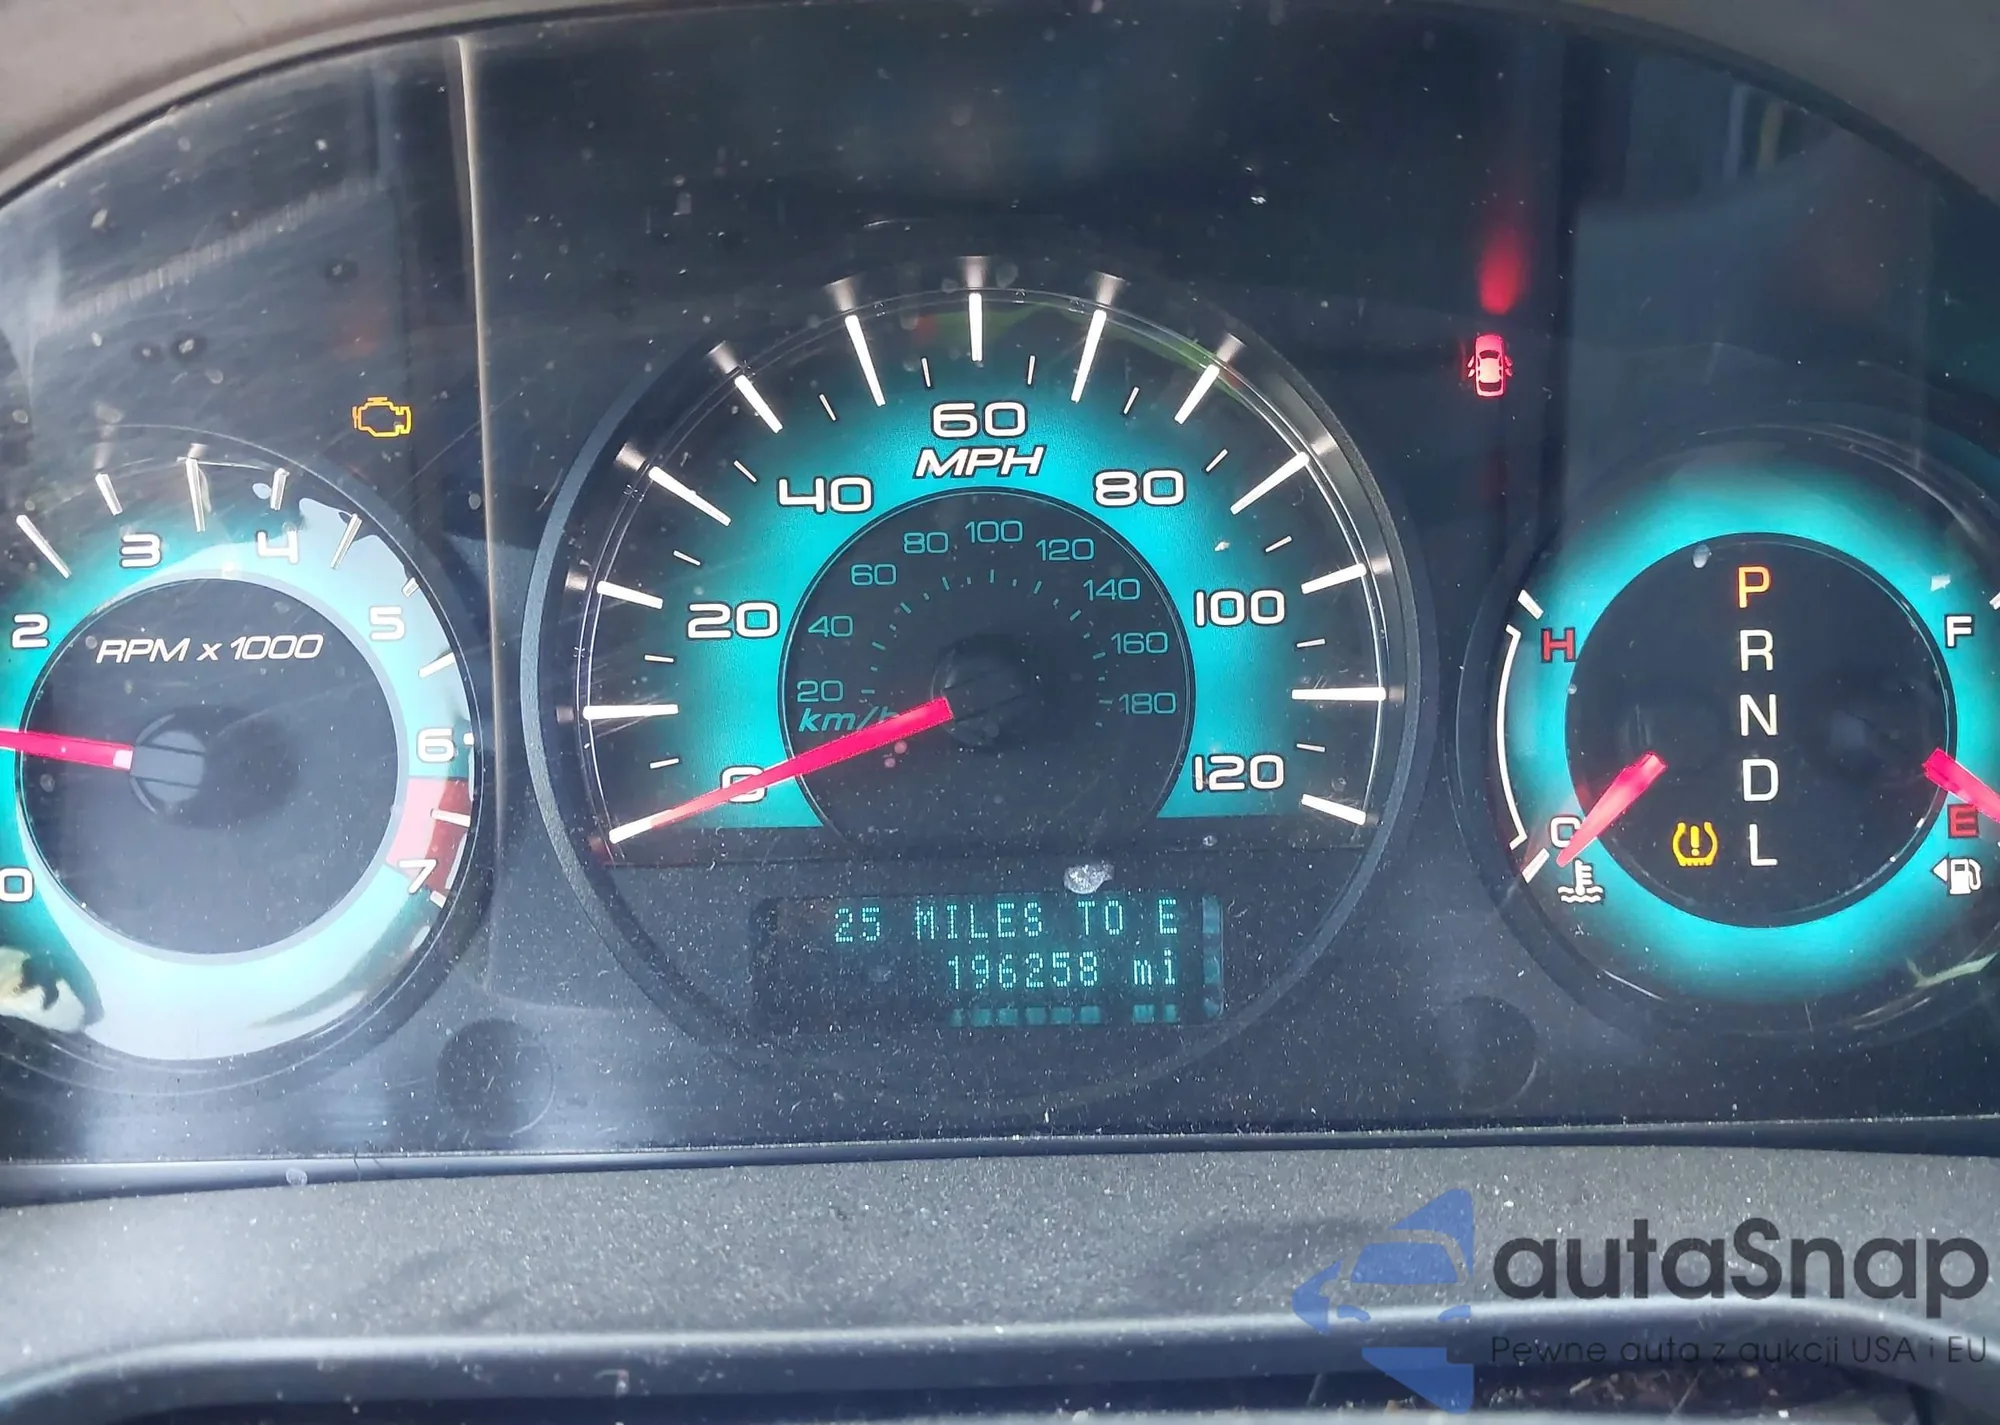 60
MPH
40
80
20
100
0
120
80 100 120
60
140
40
160
20
180
km/h
3
4
2
5
RPM x 1000
6
7
0
P
R
N
D
L
H
C
F
E
25 MILES TO E
196258 mi
autaSnap
Pewne auta z aukcji USA i EU